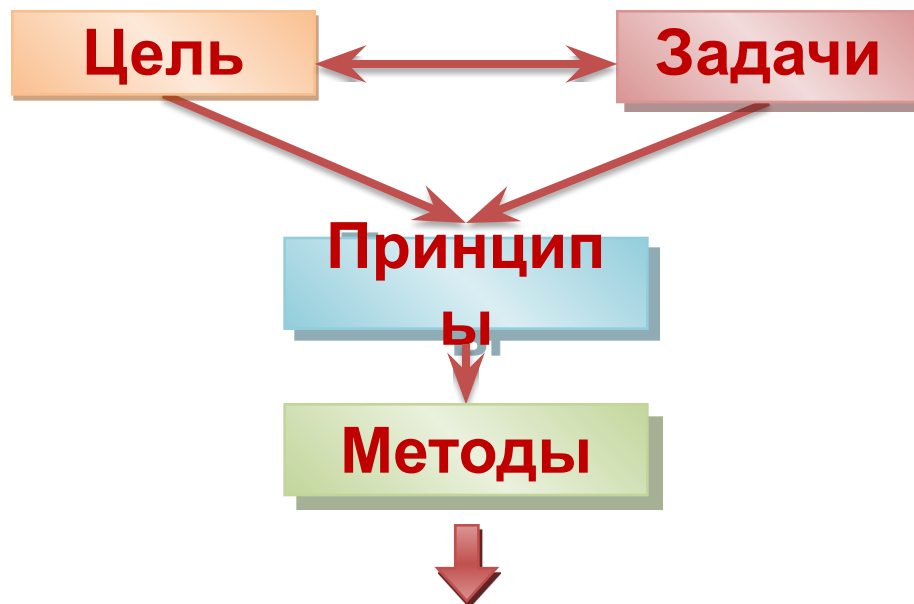 Цель
Задачи
Принцип
ы
Методы